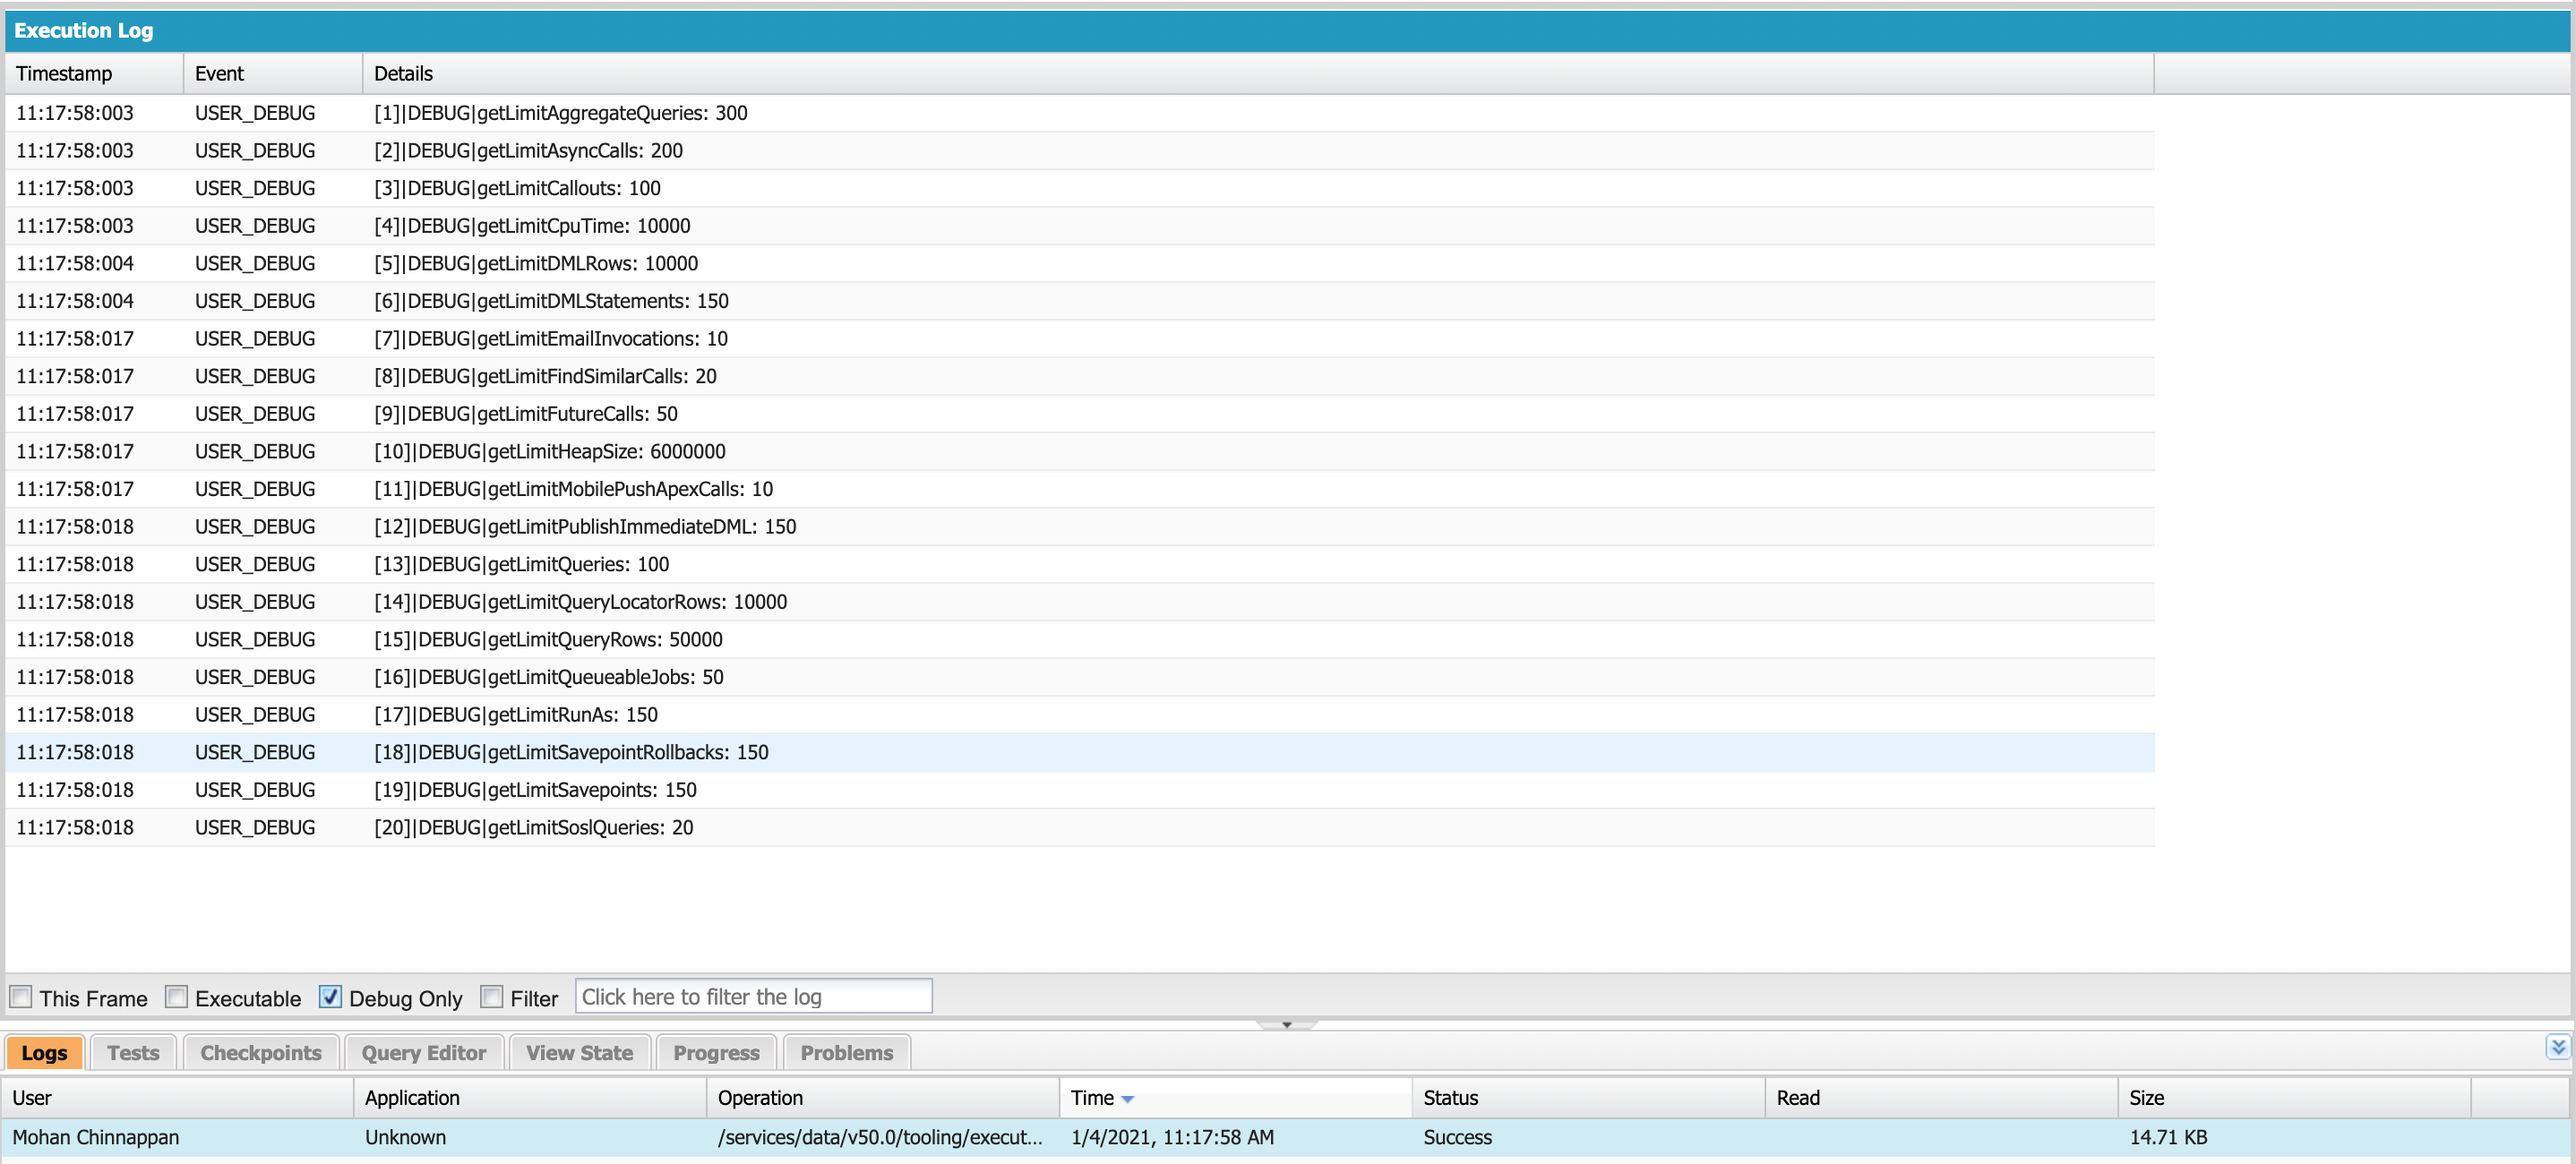 Execution Log
Timestamp Event Details
11:17:58:003 USER_DEBUG [1]|DEBUG|getLimitAggregateQueries: 300
11:17:58:003 USER_DEBUG [2]|DEBUG|getLimitAsyncCalls: 200
11:17:58:003 USER_DEBUG [3]|DEBUG|getLimitCallouts: 100
11:17:58:003 USER_DEBUG [4]|DEBUG|getLimitCpuTime: 10000
11:17:58:004 USER_DEBUG [5]|DEBUG|getLimitDMLRows: 10000
11:17:58:004 USER_DEBUG [6]|DEBUG|getLimitDMLStatements: 150
11:17:58:017 USER_DEBUG [7]|DEBUG|getLimitEmailInvocations: 10
11:17:58:017 USER_DEBUG [8]|DEBUG|getLimitFindSimilarCalls: 20
11:17:58:017 USER_DEBUG [9]|DEBUG|getLimitFutureCalls: 50
11:17:58:017 USER_DEBUG [10]|DEBUG|getLimitHeapSize: 6000000
11:17:58:017 USER_DEBUG [11]|DEBUG|getLimitMobilePushApexCalls: 10
11:17:58:018 USER_DEBUG [12]|DEBUG|getLimitPublishImmediateDML: 150
11:17:58:018 USER_DEBUG [13]|DEBUG|getLimitQueries: 100
11:17:58:018 USER_DEBUG [14]|DEBUG|getLimitQueryLocatorRows: 10000
11:17:58:018 USER_DEBUG [15]|DEBUG|getLimitQueryRows: 50000
11:17:58:018 USER_DEBUG [16]|DEBUG|getLimitQueueableJobs: 50
11:17:58:018 USER_DEBUG [17]|DEBUG|getLimitRunAs: 150
11:17:58:018 USER_DEBUG [18]|DEBUG|getLimitSavepointRollbacks: 150
11:17:58:018 USER_DEBUG [19]|DEBUG|getLimitSavepoints: 150
11:17:58:018 USER_DEBUG [20]|DEBUG|getLimitSoslQueries: 20
This Frame Executable Debug Only Filter Click here to filter the log
Logs Tests Checkpoints Query Editor View State Progress Problems
User Application Operation Time Status Read Size
Mohan Chinnappan Unknown /services/data/v50.0/tooling/execut... 1/4/2021, 11:17:58 AM Success 14.71 KB